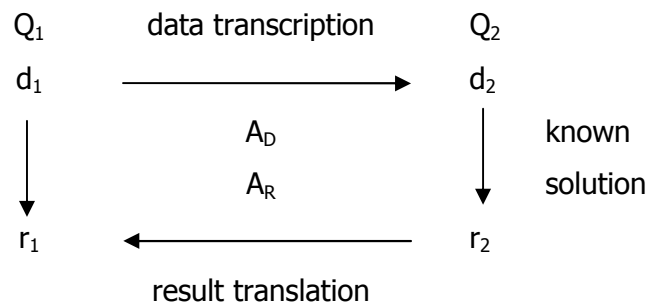 Q₁ data transcription Q₂
d₁ d₂
A_D known
A_R solution
r₁ r₂
result translation